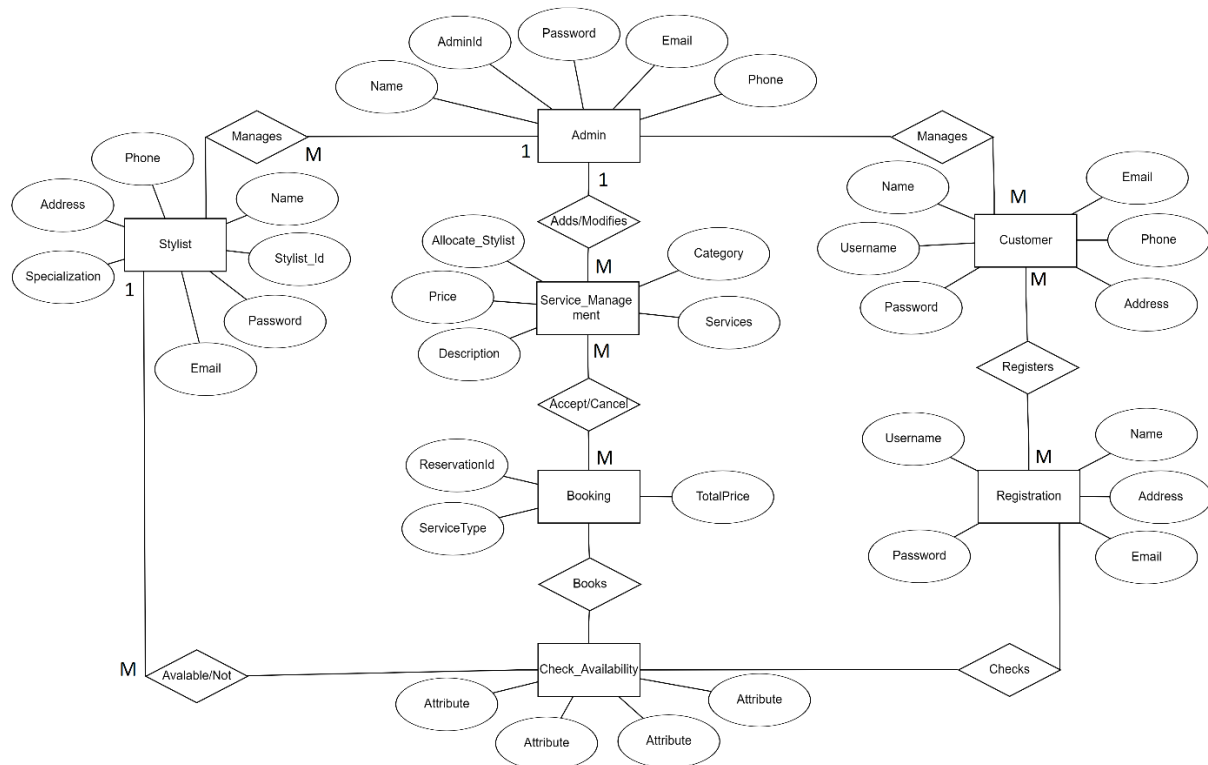 Password
AdminId
Email
Name
Phone
Manages
Admin
Manages
M
1
1
Phone
Name
Address
Adds/Modifies
Name
Email
M
Stylist
Allocate_Stylist
Category
Customer
Phone
Username
Stylist_Id
Specialization
M
1
Price
Service_Manage
ment
Services
Password
M
Address
Password
Description
M
Email
Registers
Accept/Cancel
Username
Name
M
M
ReservationId
Booking
TotalPrice
Registration
Address
ServiceType
Password
Email
Books
M
Avalable/Not
Check_Availability
Checks
Attribute
Attribute
Attribute
Attribute